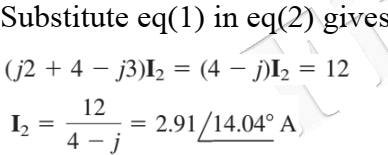 Substitute eq(1) in eq(2) gives
(j2 + 4 − j3)I₂ = (4 − j)I₂ = 12
I₂ = 12 / (4 − j) = 2.91/14.04° A